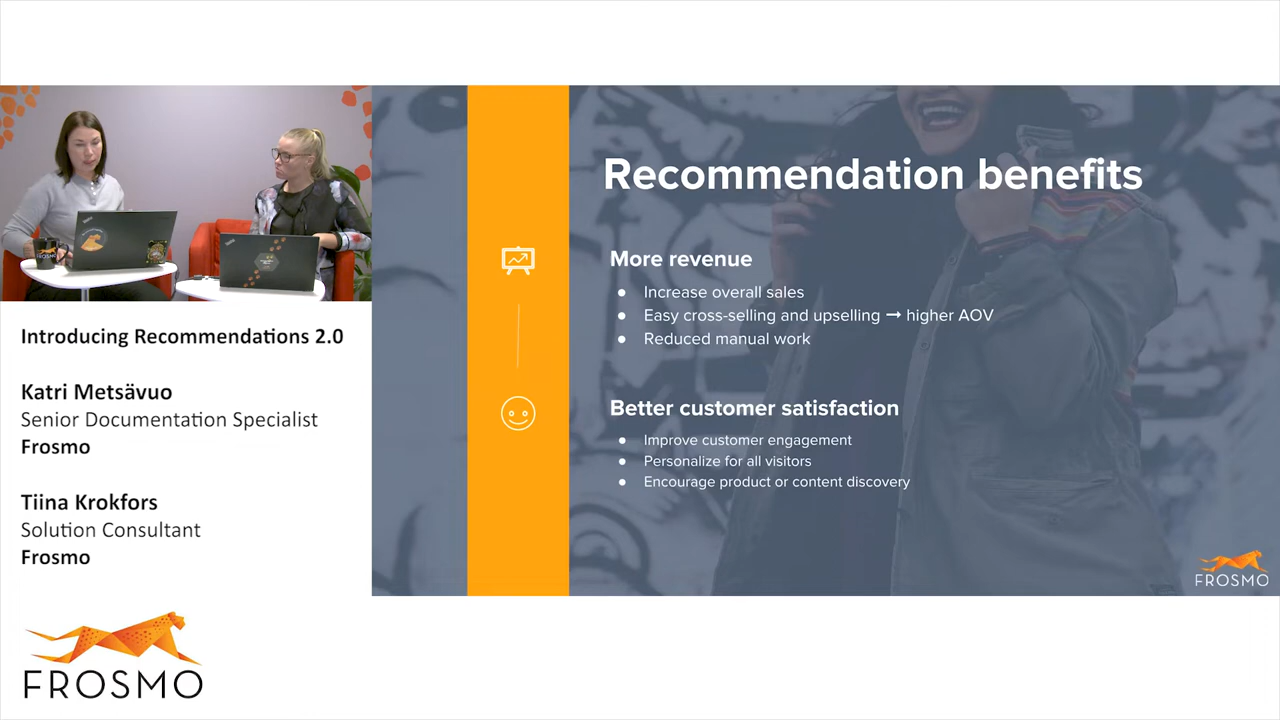 FROSMO
Introducing Recommendations 2.0
Katri Metsävuo
Senior Documentation Specialist
Frosmo
Tiina Krokfors
Solution Consultant
Frosmo
FROSMO
Recommendation benefits
More revenue
● Increase overall sales
● Easy cross-selling and upselling → higher AOV
● Reduced manual work
Better customer satisfaction
● Improve customer engagement
● Personalize for all visitors
● Encourage product or content discovery
FROSMO